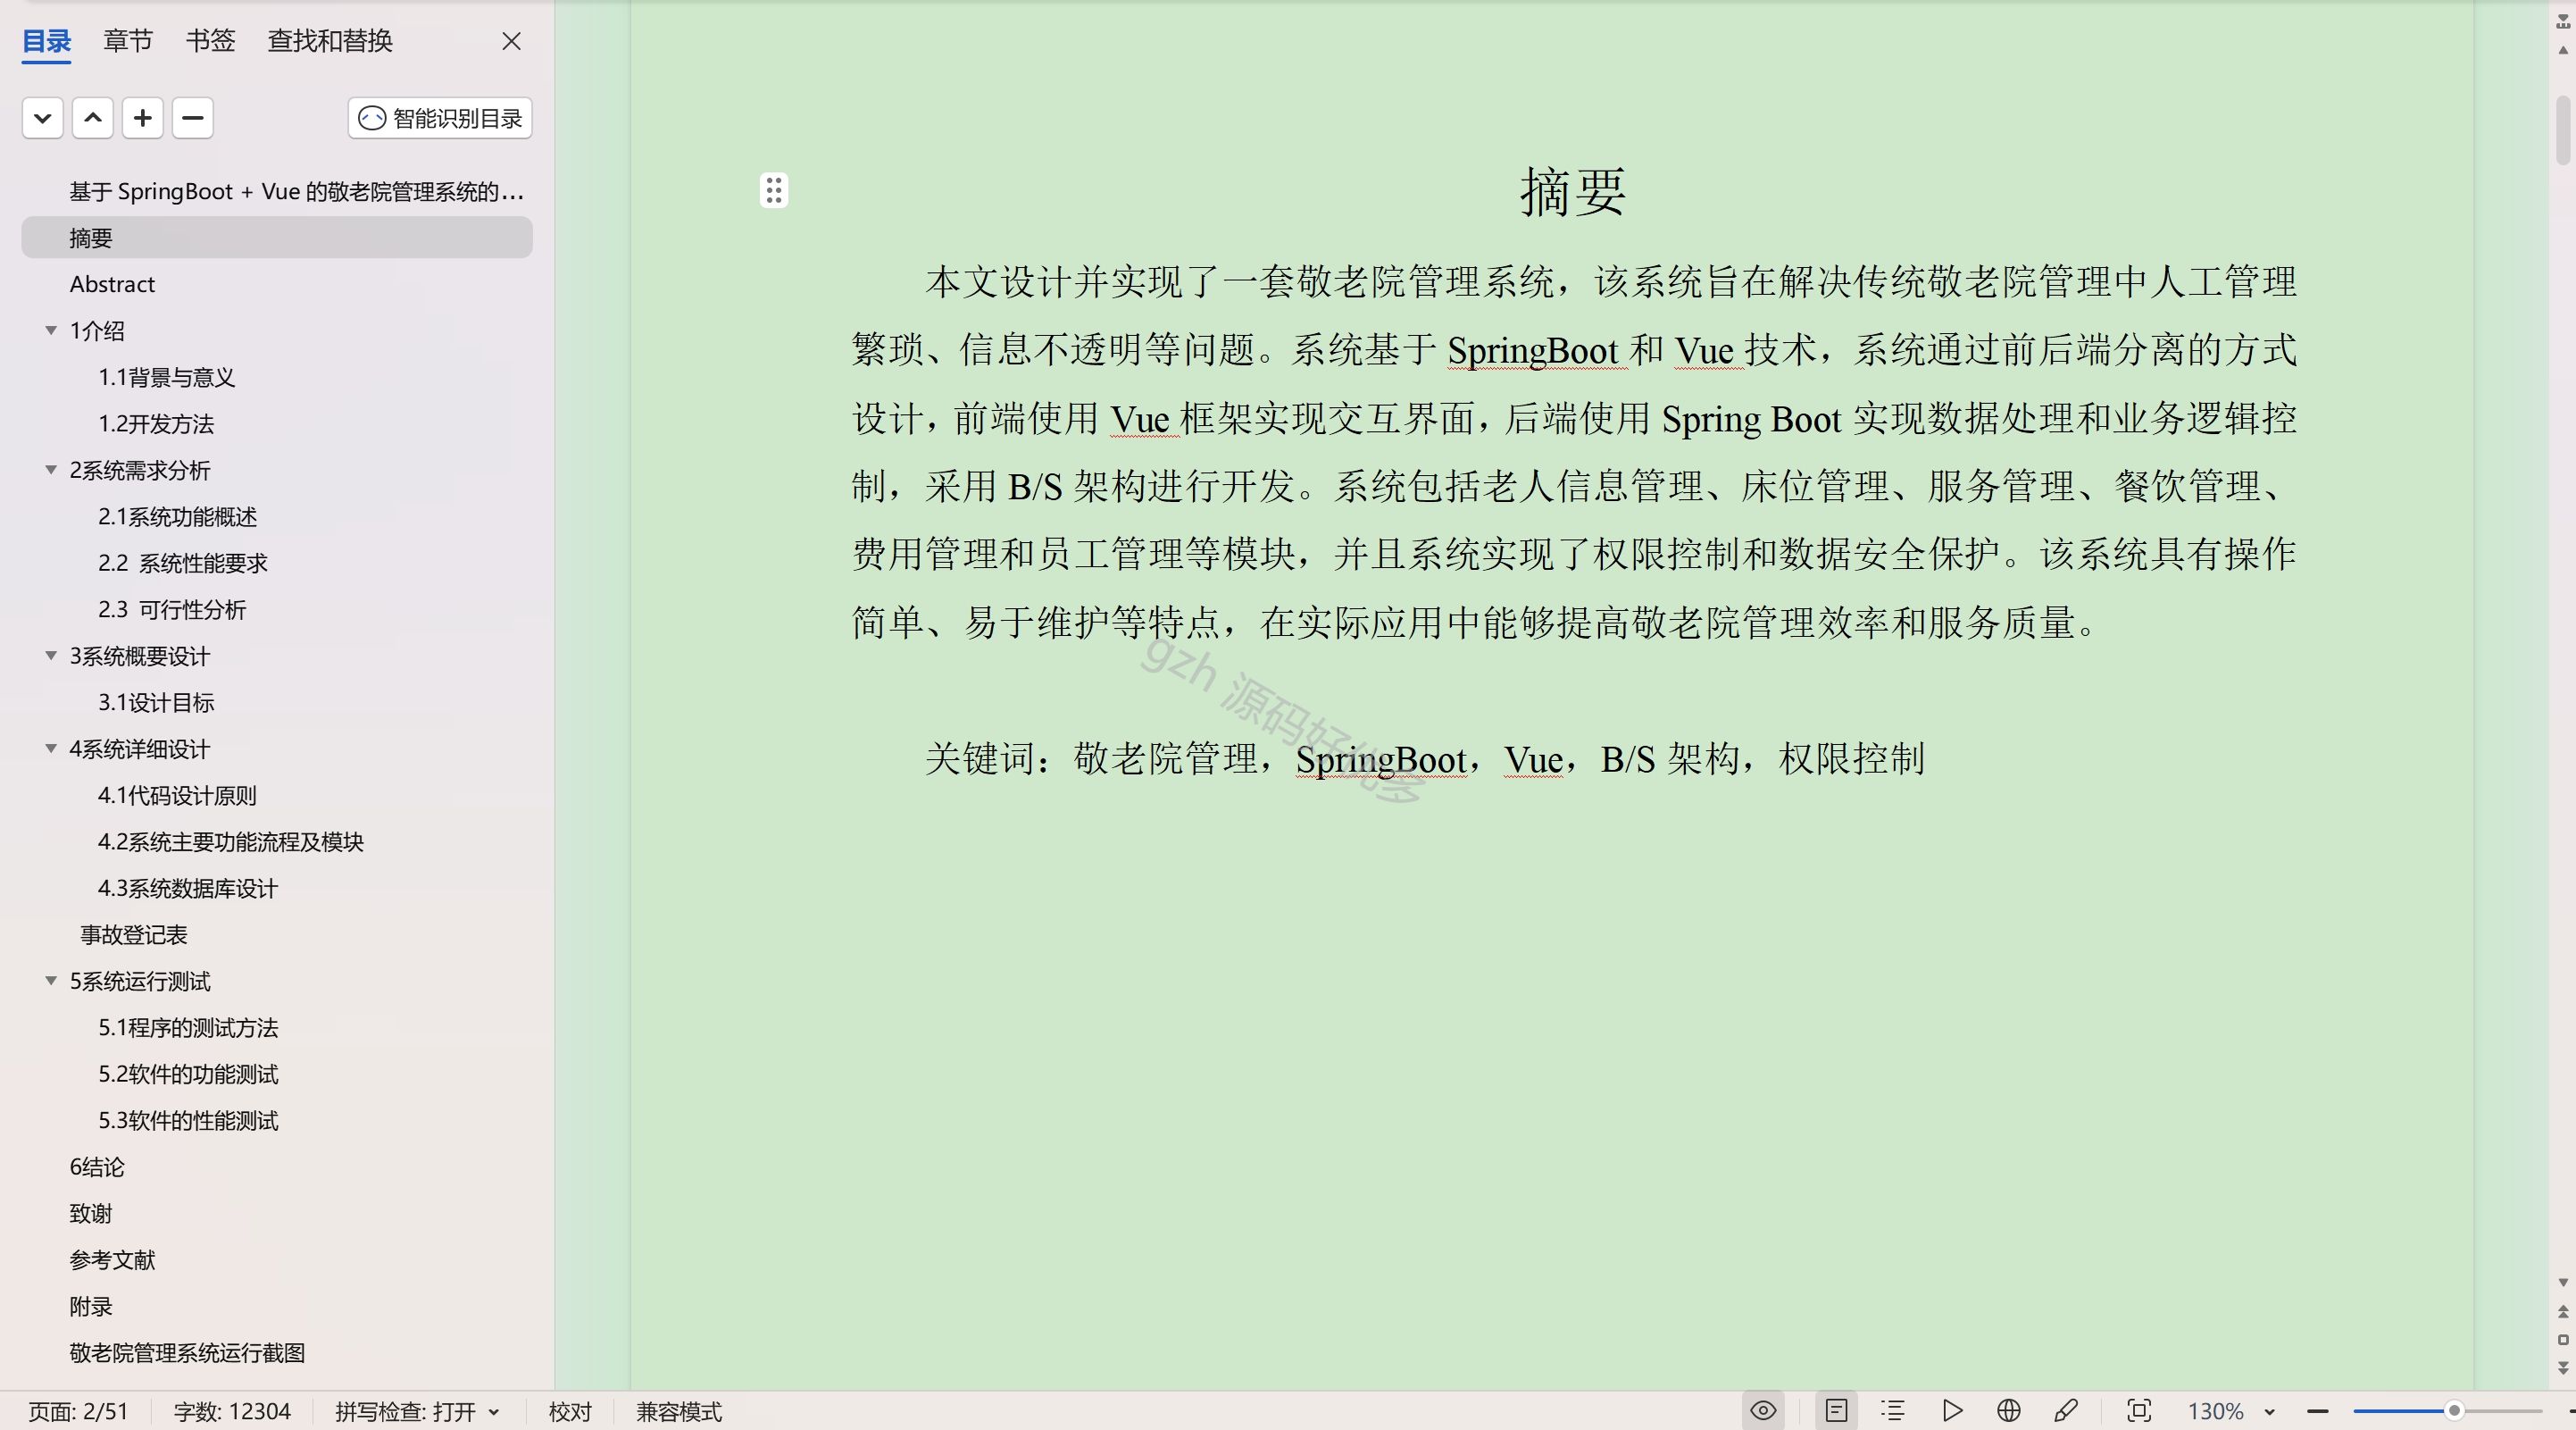 目录 章节 书签 查找和替换
智能识别目录
基于 SpringBoot + Vue 的敬老院管理系统的...
摘要
Abstract
1介绍
1.1背景与意义
1.2开发方法
2系统需求分析
2.1系统功能概述
2.2 系统性能要求
2.3 可行性分析
3系统概要设计
3.1设计目标
4系统详细设计
4.1代码设计原则
4.2系统主要功能流程及模块
4.3系统数据库设计
事故登记表
5系统运行测试
5.1程序的测试方法
5.2软件的功能测试
5.3软件的性能测试
6结论
致谢
参考文献
附录
敬老院管理系统运行截图
摘要
本文设计并实现了一套敬老院管理系统，该系统旨在解决传统敬老院管理中人工管理
繁琐、信息不透明等问题。系统基于 SpringBoot 和 Vue 技术，系统通过前后端分离的方式
设计，前端使用 Vue 框架实现交互界面，后端使用 Spring Boot 实现数据处理和业务逻辑控
制，采用 B/S 架构进行开发。系统包括老人信息管理、床位管理、服务管理、餐饮管理、
费用管理和员工管理等模块，并且系统实现了权限控制和数据安全保护。该系统具有操作
简单、易于维护等特点，在实际应用中能够提高敬老院管理效率和服务质量。
gzh 源码好优多
关键词：敬老院管理，SpringBoot，Vue，B/S 架构，权限控制
页面: 2/51 字数: 12304 拼写检查: 打开 校对 兼容模式 130%